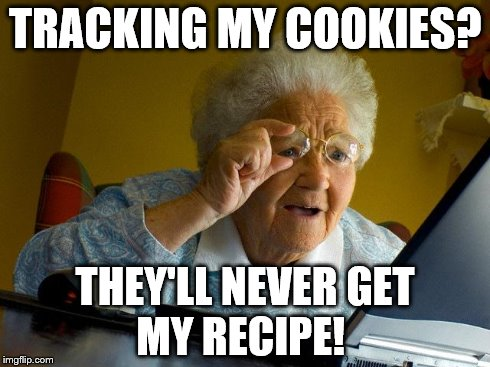 TRACKING MY COOKIES?
THEY'LL NEVER GET
MY RECIPE!
imgflip.com